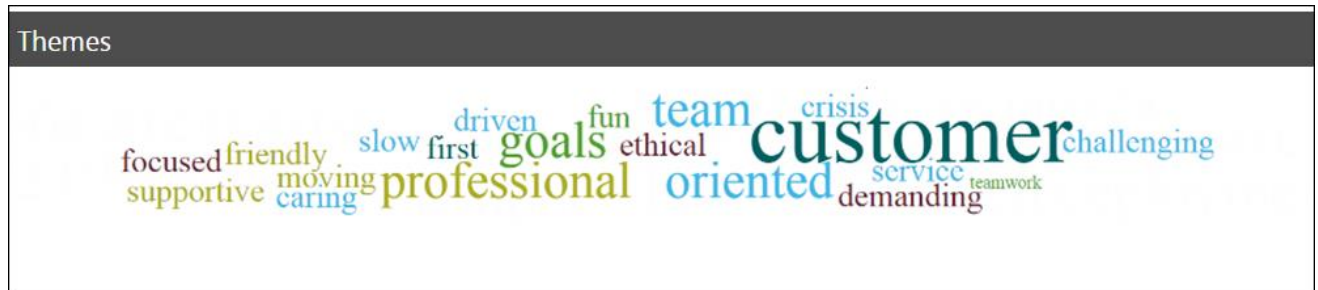 Themes
driven fun team crisis
slow first goals ethical customer challenging
focused friendly moving professional oriented service teamwork
supportive caring demanding